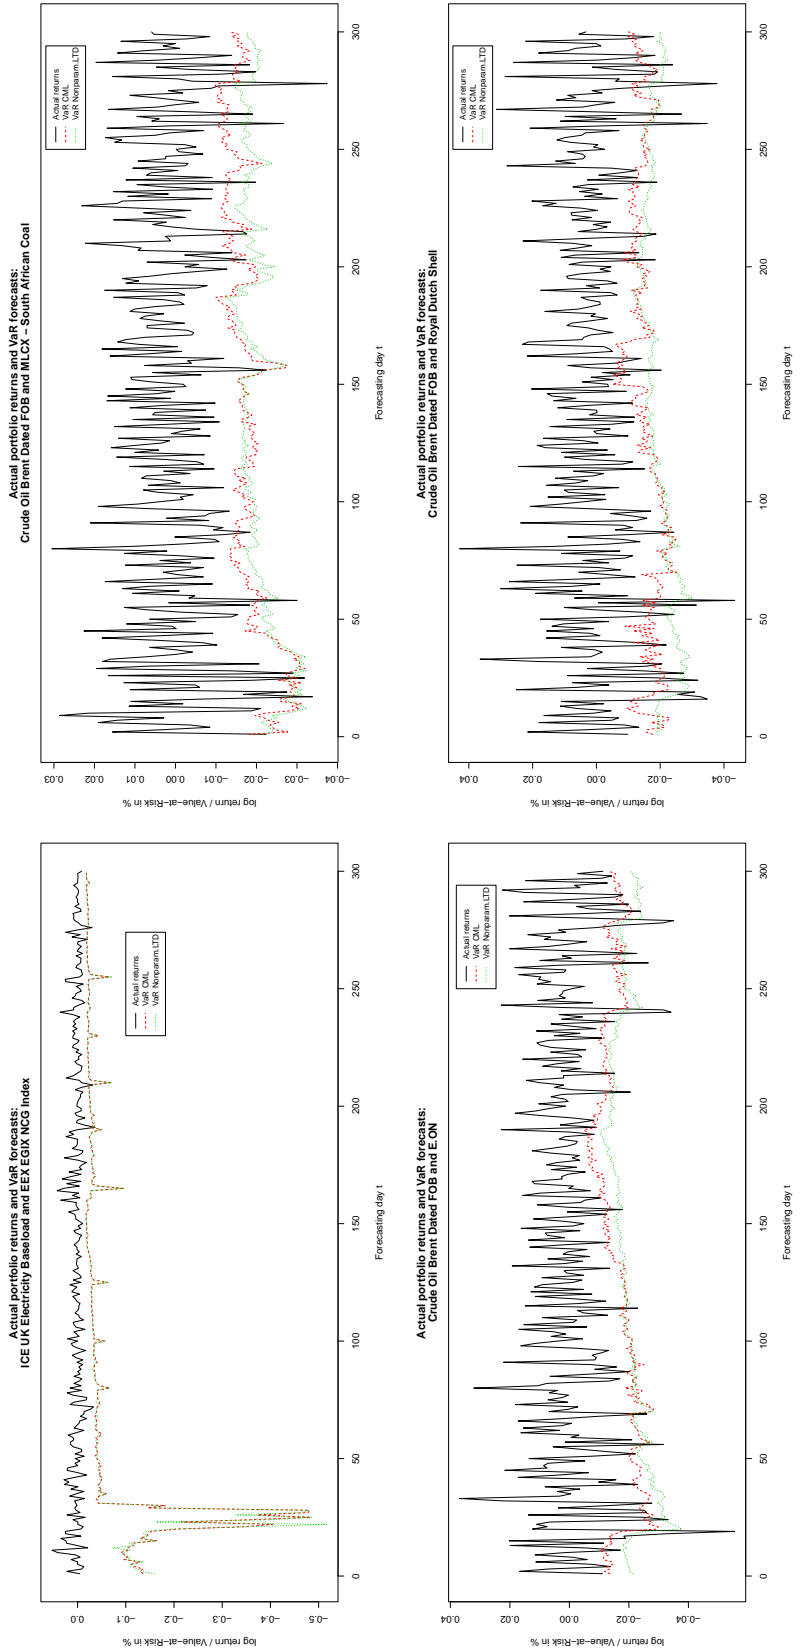 Actual portfolio returns and VaR forecasts:
ICE UK Electricity Baseload and EEX EGIX NCG Index
log return / Value−at−Risk in %
0.0
−0.1
−0.2
−0.3
−0.4
−0.5
Actual returns
VaR CML
VaR Nonparam.LTD
0 50 100 150 200 250 300
Forecasting day t
Actual portfolio returns and VaR forecasts:
Crude Oil Brent Dated FOB and MLCX − South African Coal
log return / Value−at−Risk in %
0.03
0.02
0.01
0.00
−0.01
−0.02
−0.03
−0.04
Actual returns
VaR CML
VaR Nonparam.LTD
0 50 100 150 200 250 300
Forecasting day t
Actual portfolio returns and VaR forecasts:
Crude Oil Brent Dated FOB and E.ON
log return / Value−at−Risk in %
0.04
0.02
0.00
−0.02
−0.04
Actual returns
VaR CML
VaR Nonparam.LTD
0 50 100 150 200 250 300
Forecasting day t
Actual portfolio returns and VaR forecasts:
Crude Oil Brent Dated FOB and Royal Dutch Shell
log return / Value−at−Risk in %
0.04
0.02
0.00
−0.02
−0.04
Actual returns
VaR CML
VaR Nonparam.LTD
0 50 100 150 200 250 300
Forecasting day t